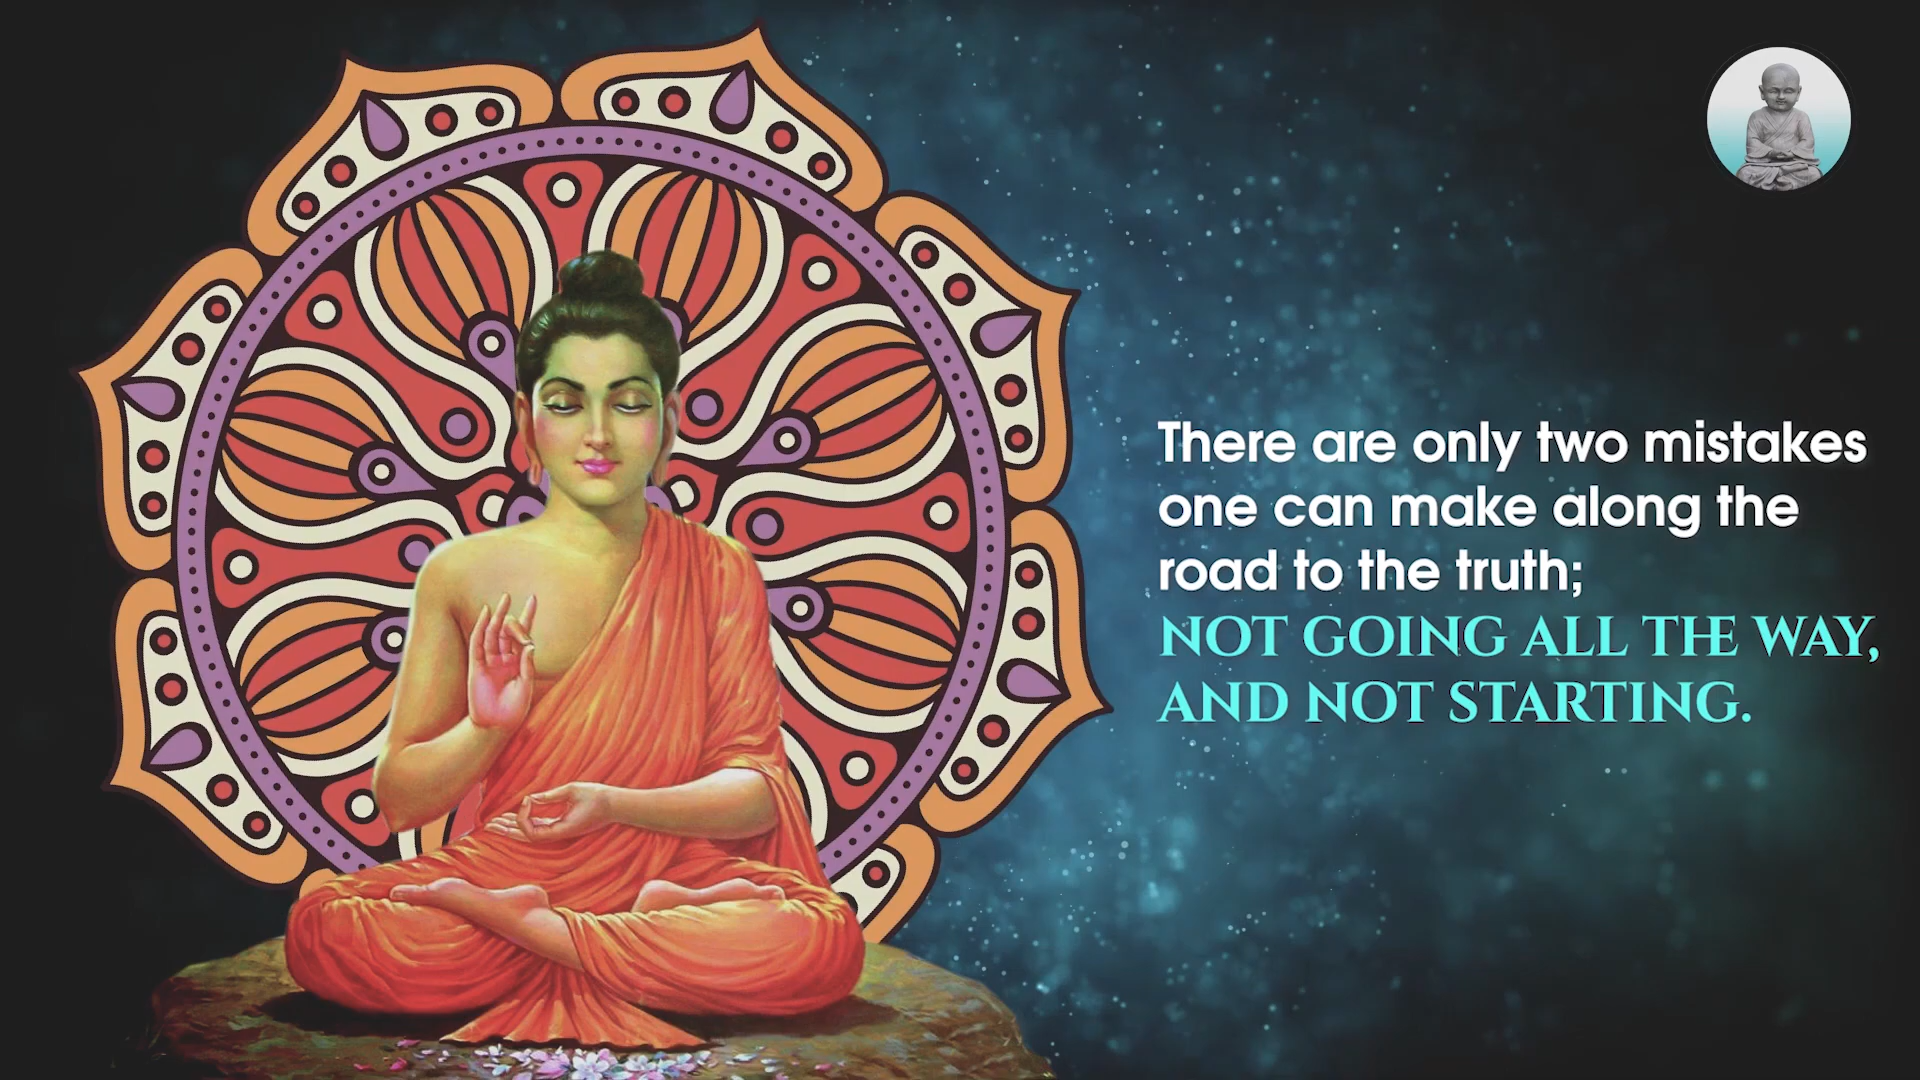 There are only two mistakes
one can make along the
road to the truth;
NOT GOING ALL THE WAY,
AND NOT STARTING.